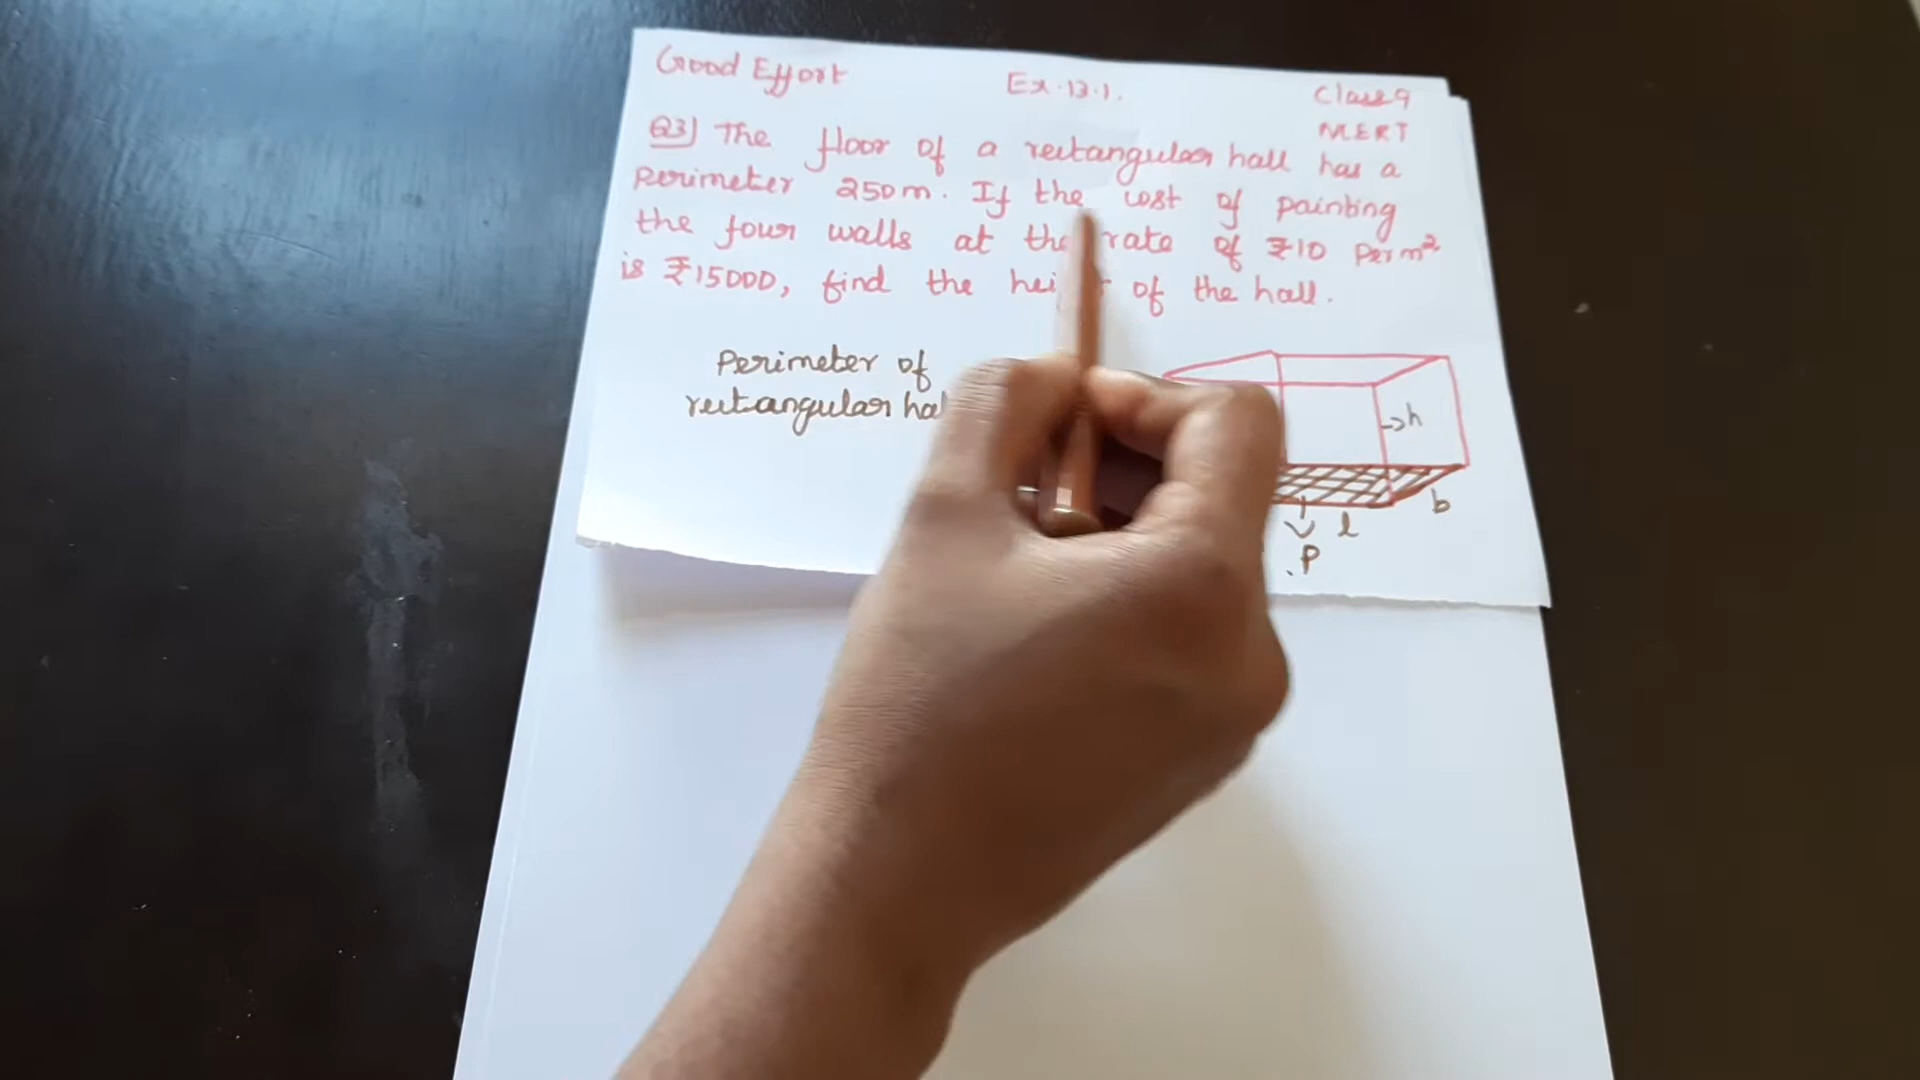 Good Effort Ex.13.1. Class 9
NCERT
Q3) The floor of a rectangular hall has a
perimeter 250m. If the cost of painting
the four walls at the rate of ₹10 per m²
is ₹15000, find the of the hall.
Perimeter of
rectangular
h
b
l
P